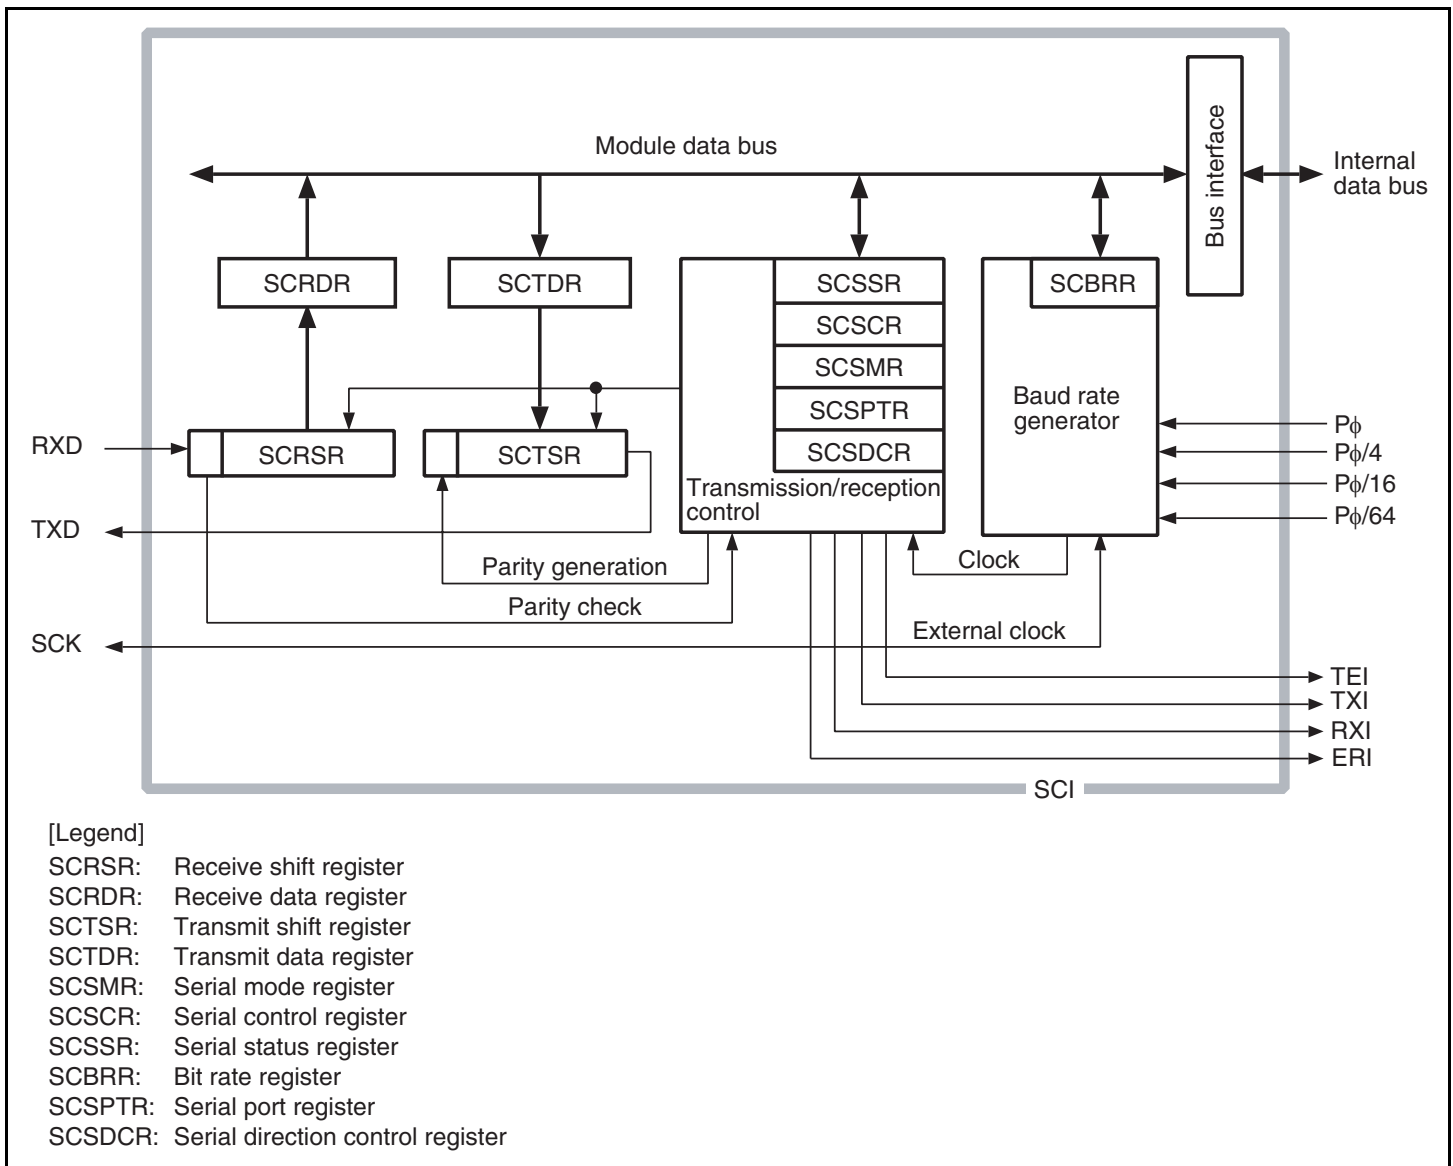 Module data bus
Bus interface
Internal
data bus
SCRDR
SCTDR
SCSSR
SCBRR
SCSCR
SCSMR
SCSPTR
SCSDCR
Baud rate
generator
Pϕ
Pϕ/4
Pϕ/16
Pϕ/64
RXD
SCRSR
SCTSR
Transmission/reception
control
TXD
Parity generation
Clock
Parity check
SCK
External clock
TEI
TXI
RXI
ERI
SCI
[Legend]
SCRSR: Receive shift register
SCRDR: Receive data register
SCTSR: Transmit shift register
SCTDR: Transmit data register
SCSMR: Serial mode register
SCSCR: Serial control register
SCSSR: Serial status register
SCBRR: Bit rate register
SCSPTR: Serial port register
SCSDCR: Serial direction control register